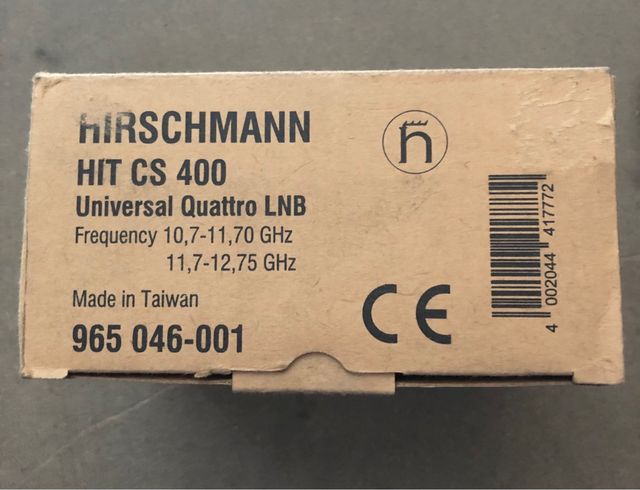 HIRSCHMANN
HIT CS 400
Universal Quattro LNB
Frequency 10,7-11,70 GHz
11,7-12,75 GHz
Made in Taiwan
965 046-001
h
CE
4 002044 417772